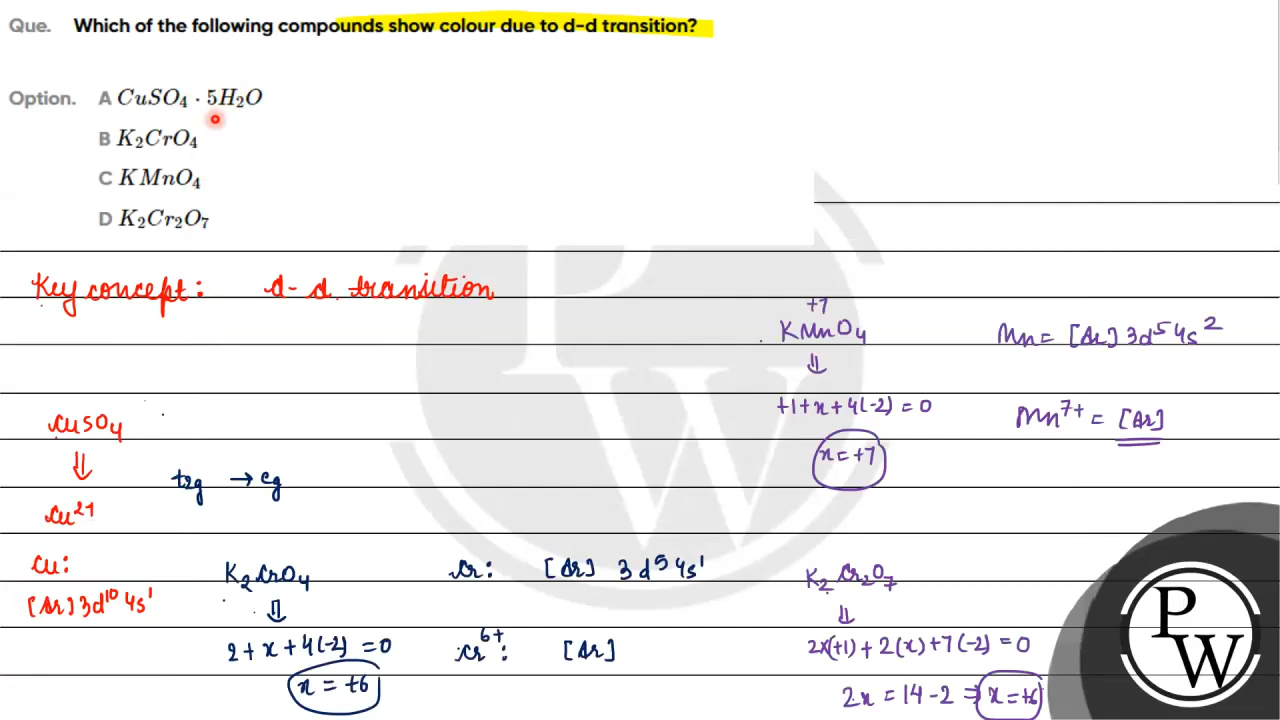 Que. Which of the following compounds show colour due to d-d transition?
Option. A CuSO₄ · 5H₂O
B K₂CrO₄
C KMnO₄
D K₂Cr₂O₇
Key concept: d-d transition
+7
KMnO₄
Mn = [Ar] 3d⁵ 4s²
⇓
+1+x+4(-2) = 0
Mn⁷⁺ = [Ar]
x = +7
CuSO₄
⇓
t2g → eg
Cu²⁺
Cu:
[Ar] 3d¹⁰ 4s¹
K₂CrO₄
Cr: [Ar] 3d⁵ 4s¹
⇓
2 + x + 4(-2) = 0
Cr⁶⁺: [Ar]
x = +6
K₂Cr₂O₇
⇓
2x(+1) + 2(x) + 7(-2) = 0
2x = 14 - 2 ⇒ x = +6
PW
PW